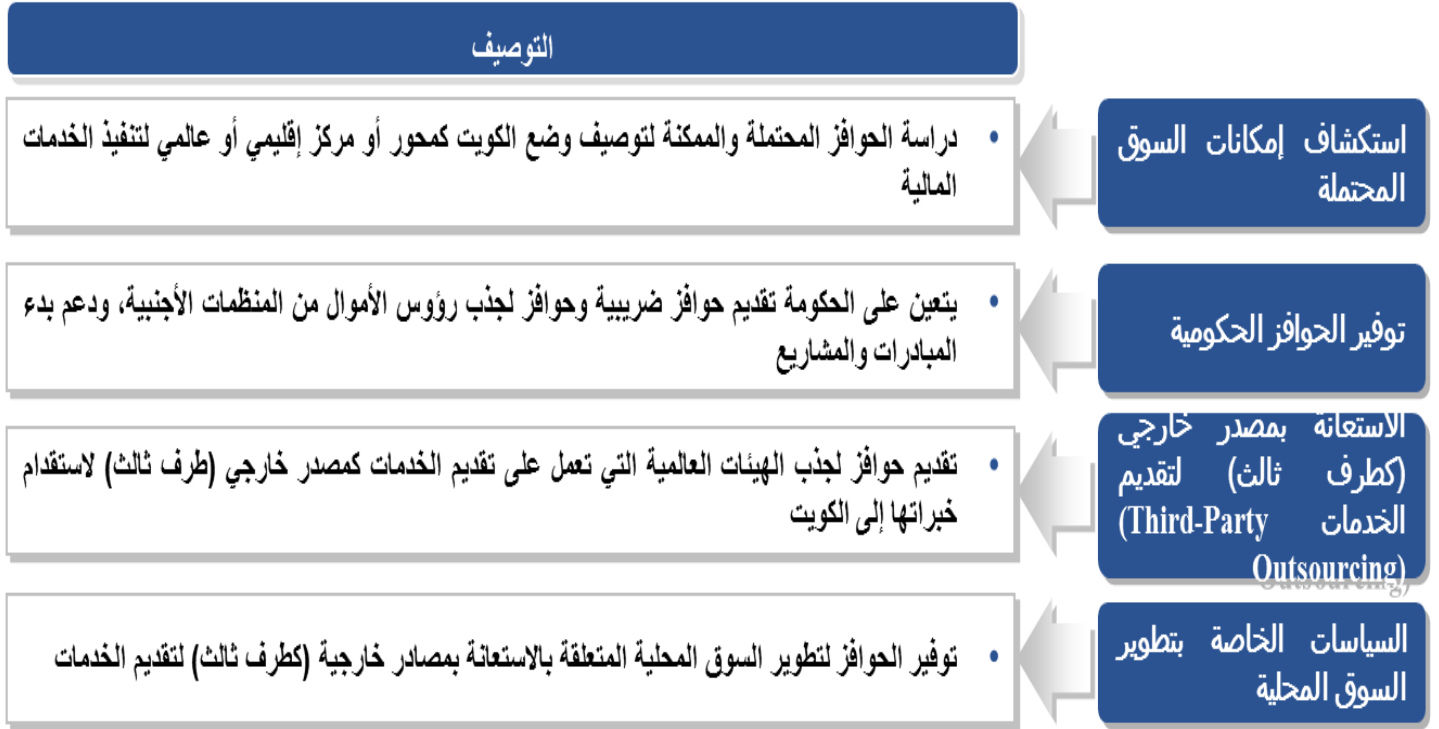 التوصيف
استكشاف إمكانات السوق
المحتملة
دراسة الحوافز المحتملة والممكنة لتوصيف وضع الكويت كمحور أو مركز إقليمي أو عالمي لتنفيذ الخدمات
المالية
توفير الحوافز الحكومية
يتعين على الحكومة تقديم حوافز ضريبية وحوافز لجذب رؤوس الأموال من المنظمات الأجنبية، ودعم بدء
المبادرات والمشاريع
الاستعانة بمصدر خارجي
(كطرف ثالث) لتقديم
الخدمات (Third-Party
Outsourcing)
تقديم حوافز لجذب الهيئات العالمية التي تعمل على تقديم الخدمات كمصدر خارجي (طرف ثالث) لاستقدام
خبراتها إلى الكويت
السياسات الخاصة بتطوير
السوق المحلية
توفير الحوافز لتطوير السوق المحلية المتعلقة بالاستعانة بمصادر خارجية (كطرف ثالث) لتقديم الخدمات